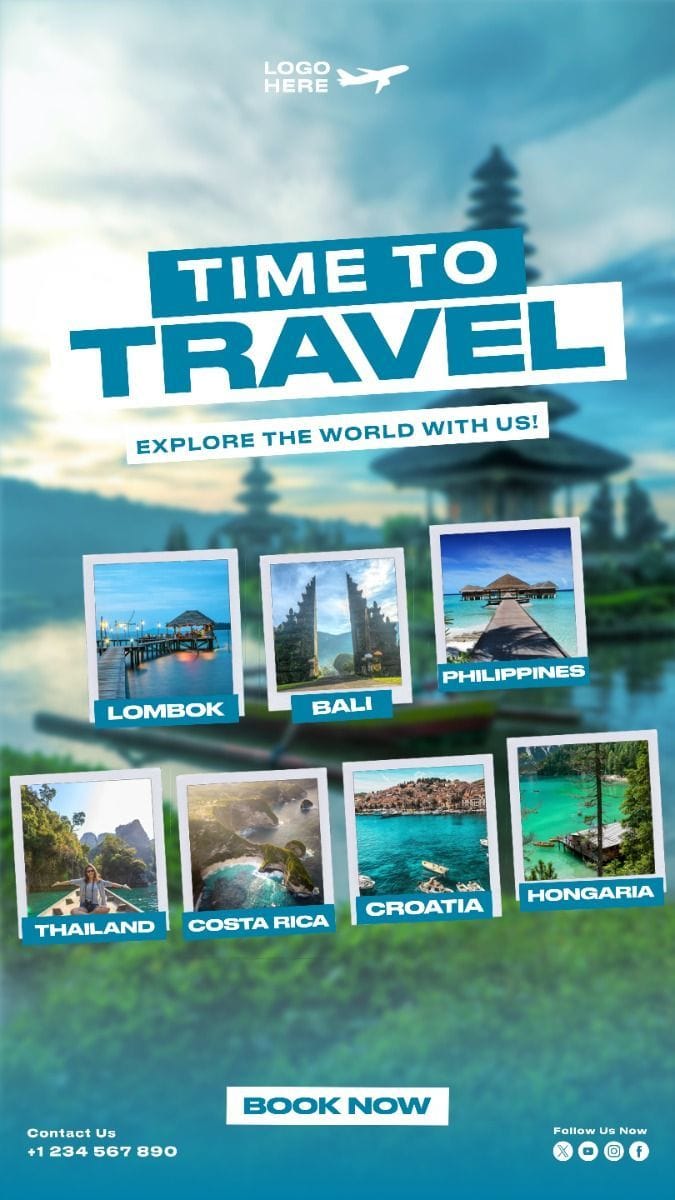 LOGO
HERE
TIME TO
TRAVEL
EXPLORE THE WORLD WITH US!
LOMBOK
BALI
PHILIPPINES
THAILAND
COSTA RICA
CROATIA
HONGARIA
BOOK NOW
Contact Us
+1 234 567 890
Follow Us Now